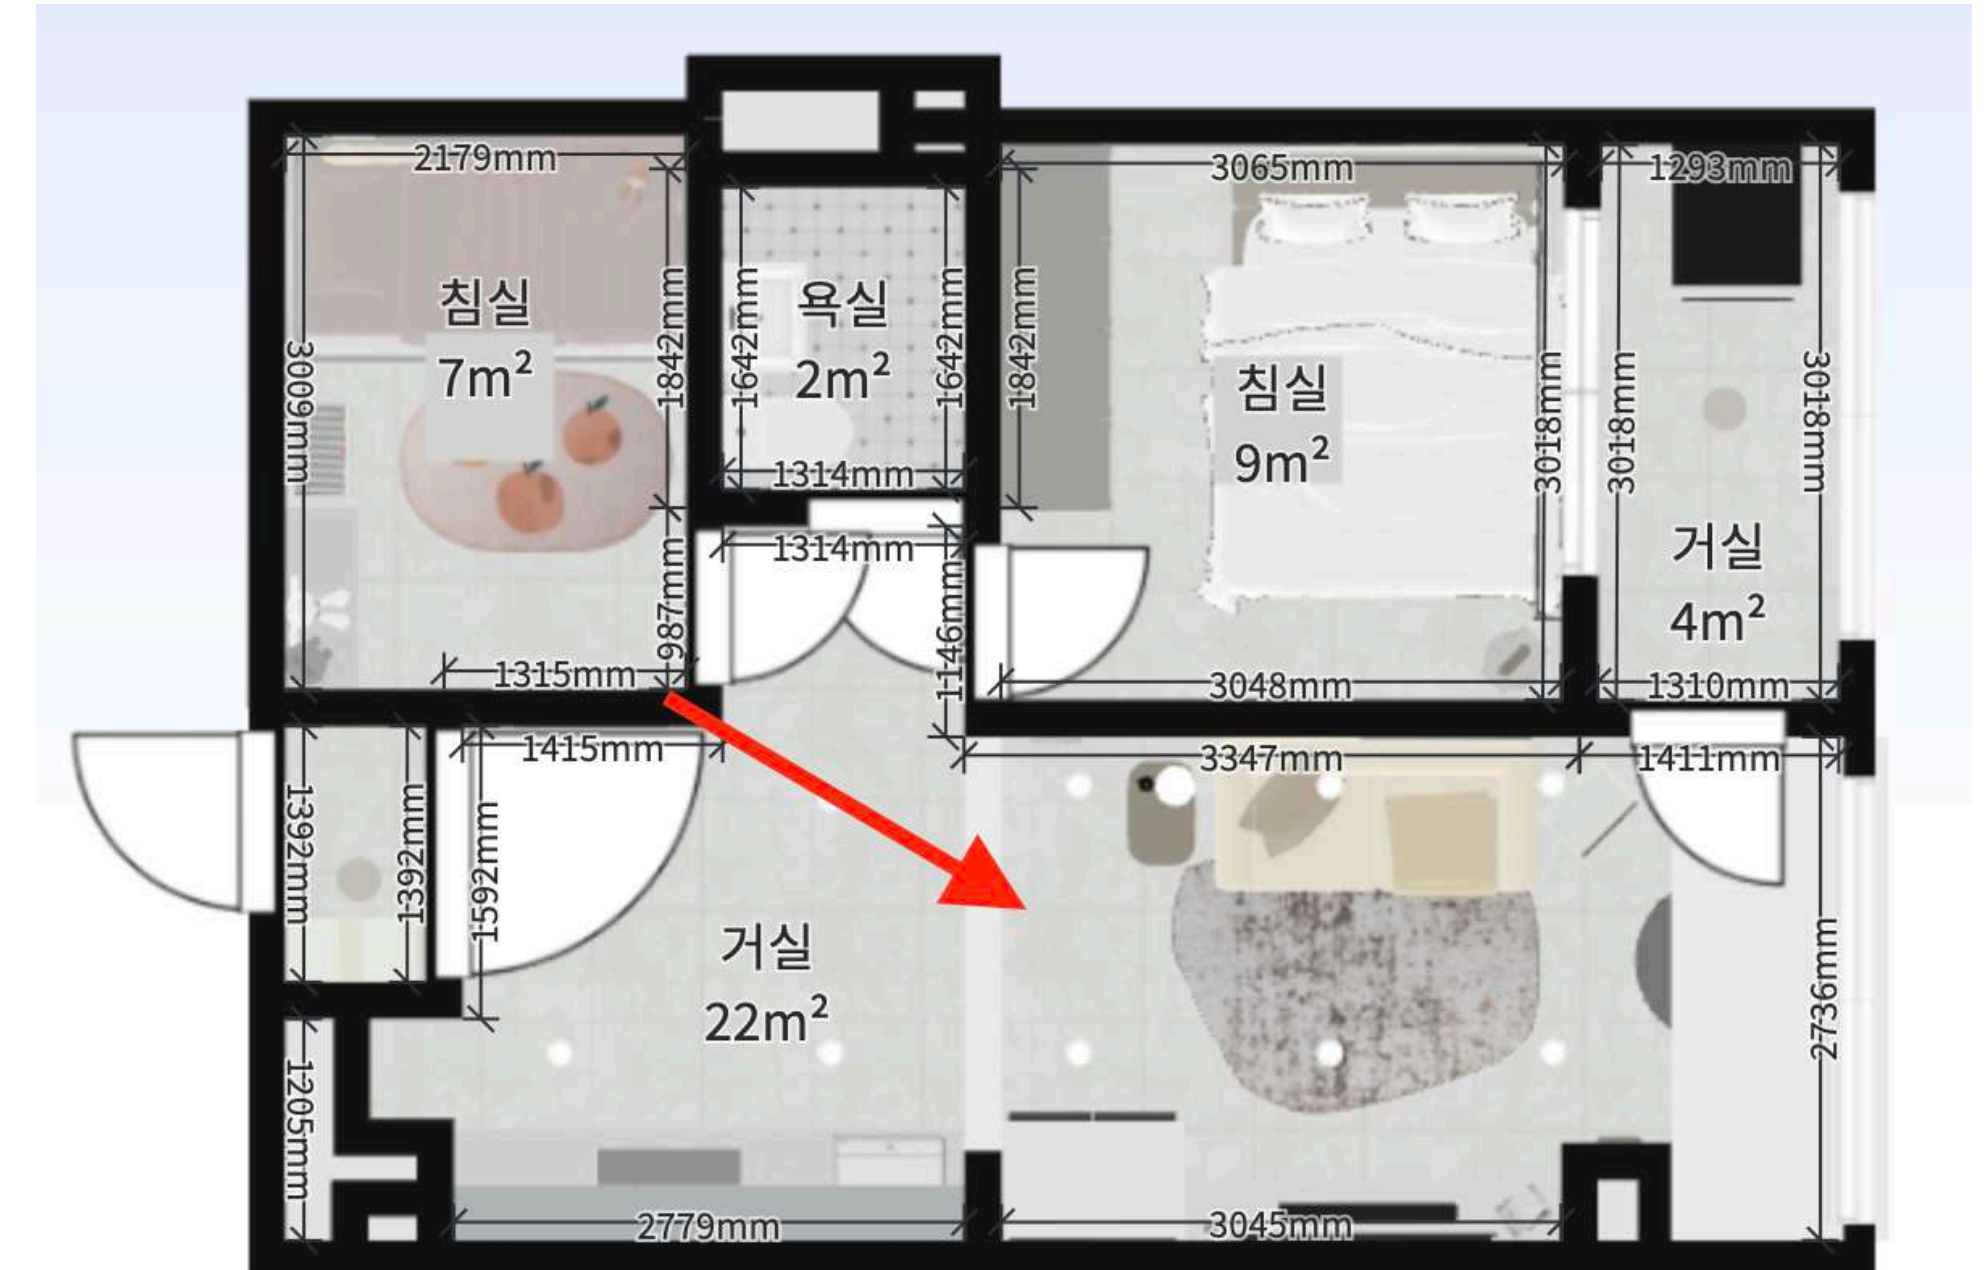 2179mm
3065mm
1293mm
침실
7m²
3009mm
1842mm
욕실
2m²
1642mm
1642mm
1314mm
1842mm
침실
9m²
3018mm
3018mm
3018mm
거실
4m²
1314mm
987mm
1146mm
1315mm
3048mm
1310mm
1415mm
3347mm
1411mm
1392mm
1392mm
1592mm
거실
22m²
2736mm
1205mm
2779mm
3045mm